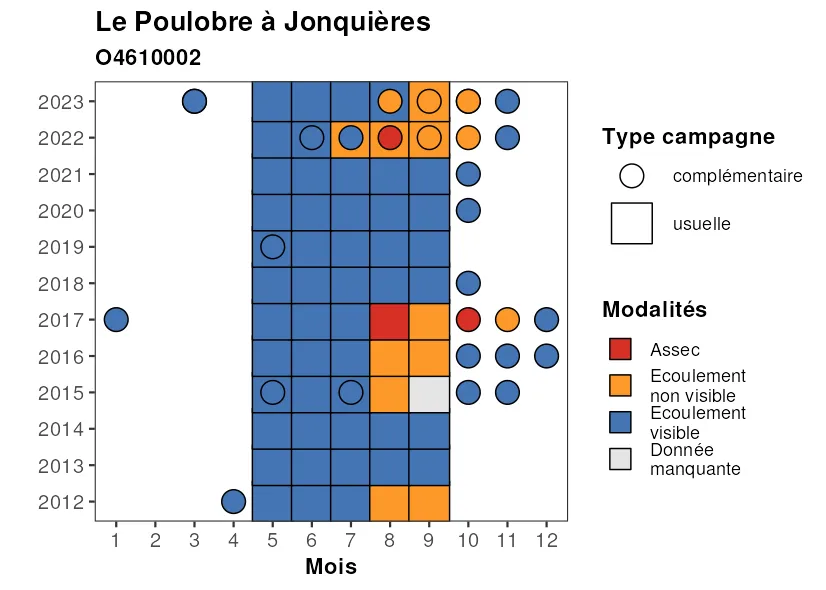 Le Poulobre à Jonquières
O4610002
2023
2022
2021
2020
2019
2018
2017
2016
2015
2014
2013
2012
1 2 3 4 5 6 7 8 9 10 11 12
Mois
Type campagne
complémentaire
usuelle
Modalités
Assec
Ecoulement
non visible
Ecoulement
visible
Donnée
manquante